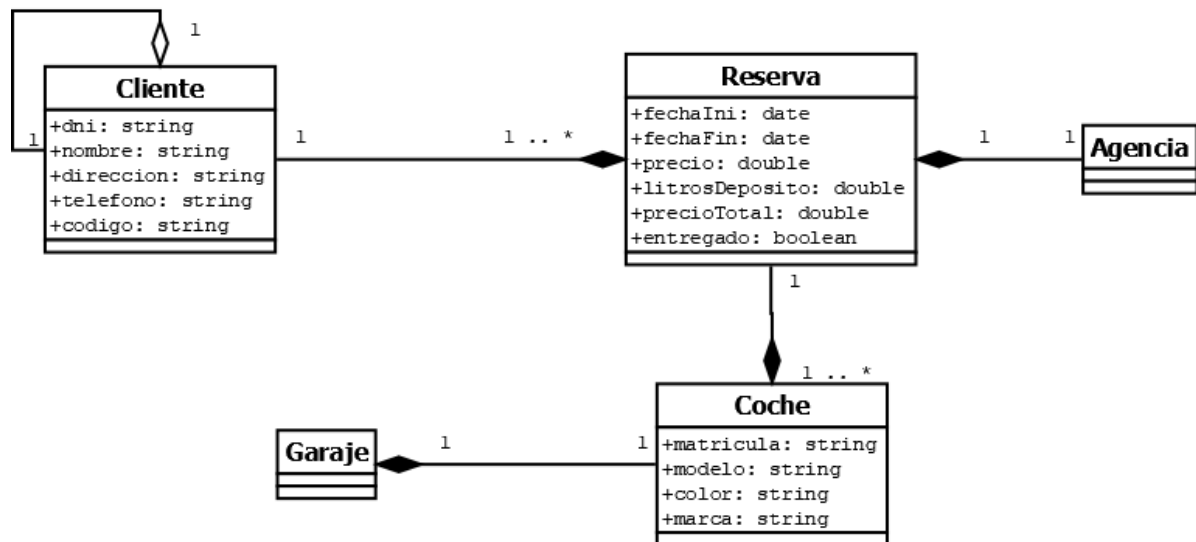 1
Cliente
+dni: string
+nombre: string
+direccion: string
+telefono: string
+codigo: string
1
1
1 .. *
Reserva
+fechaIni: date
+fechaFin: date
+precio: double
+litrosDeposito: double
+precioTotal: double
+entregado: boolean
1
1
Agencia
1
1 .. *
Coche
+matricula: string
+modelo: string
+color: string
+marca: string
Garaje
1
1